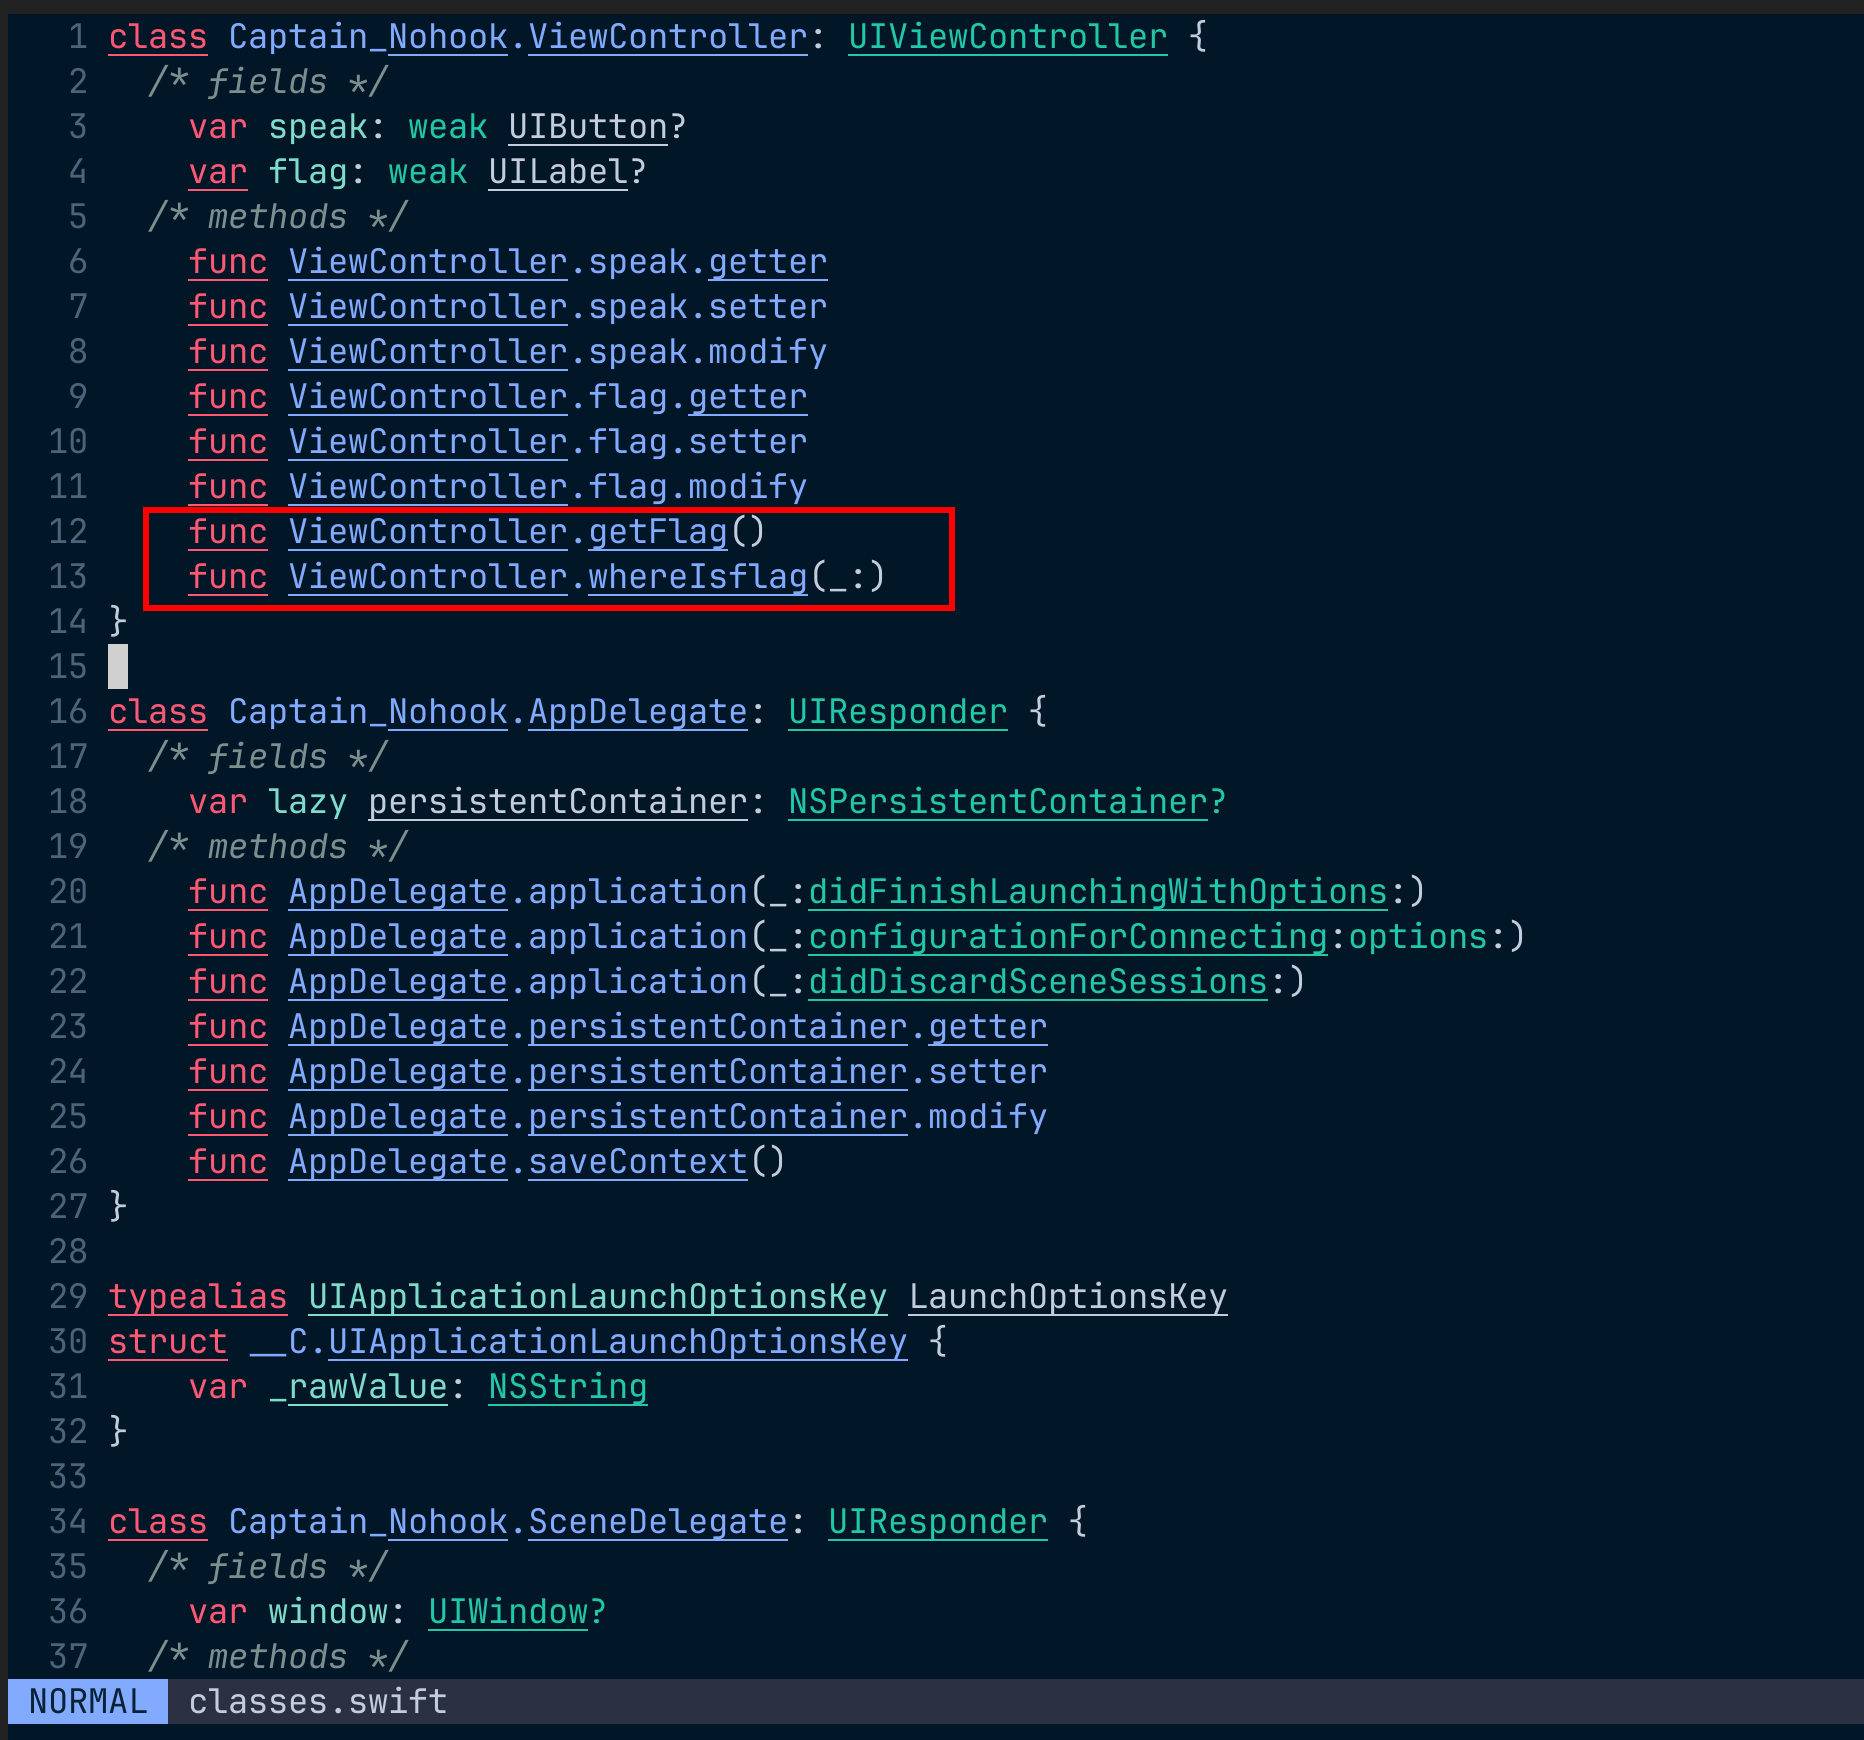 1 class Captain_Nohook.ViewController: UIViewController {
2 /* fields */
3 var speak: weak UIButton?
4 var flag: weak UILabel?
5 /* methods */
6 func ViewController.speak.getter
7 func ViewController.speak.setter
8 func ViewController.speak.modify
9 func ViewController.flag.getter
10 func ViewController.flag.setter
11 func ViewController.flag.modify
12 func ViewController.getFlag()
13 func ViewController.whereIsflag(_:)
14 }
15
16 class Captain_Nohook.AppDelegate: UIResponder {
17 /* fields */
18 var lazy persistentContainer: NSPersistentContainer?
19 /* methods */
20 func AppDelegate.application(_:didFinishLaunchingWithOptions:)
21 func AppDelegate.application(_:configurationForConnecting:options:)
22 func AppDelegate.application(_:didDiscardSceneSessions:)
23 func AppDelegate.persistentContainer.getter
24 func AppDelegate.persistentContainer.setter
25 func AppDelegate.persistentContainer.modify
26 func AppDelegate.saveContext()
27 }
28
29 typealias UIApplicationLaunchOptionsKey LaunchOptionsKey
30 struct __C.UIApplicationLaunchOptionsKey {
31 var _rawValue: NSString
32 }
33
34 class Captain_Nohook.SceneDelegate: UIResponder {
35 /* fields */
36 var window: UIWindow?
37 /* methods */
NORMAL classes.swift